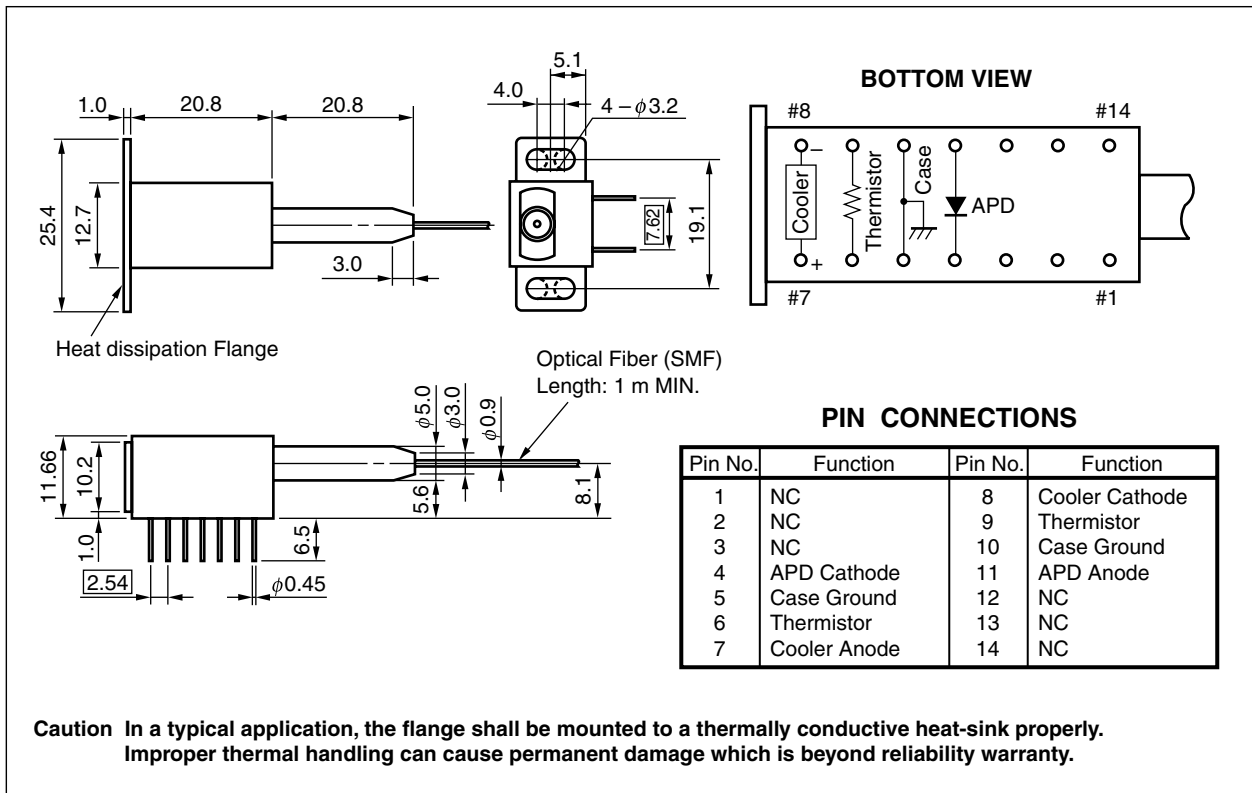 5.1
1.0 20.8 20.8
4.0
4 – φ3.2
25.4
12.7
3.0
7.62
19.1
Heat dissipation Flange
BOTTOM VIEW
#8 #14
–
Cooler
Thermistor
Case
APD
+
#7 #1
Optical Fiber (SMF)
Length: 1 m MIN.
φ5.0
φ3.0
φ0.9
11.66
10.2
5.6
8.1
1.0
6.5
2.54
φ0.45
PIN CONNECTIONS
Pin No. Function Pin No. Function
1 NC 8 Cooler Cathode
2 NC 9 Thermistor
3 NC 10 Case Ground
4 APD Cathode 11 APD Anode
5 Case Ground 12 NC
6 Thermistor 13 NC
7 Cooler Anode 14 NC
Caution In a typical application, the flange shall be mounted to a thermally conductive heat-sink properly.
Improper thermal handling can cause permanent damage which is beyond reliability warranty.